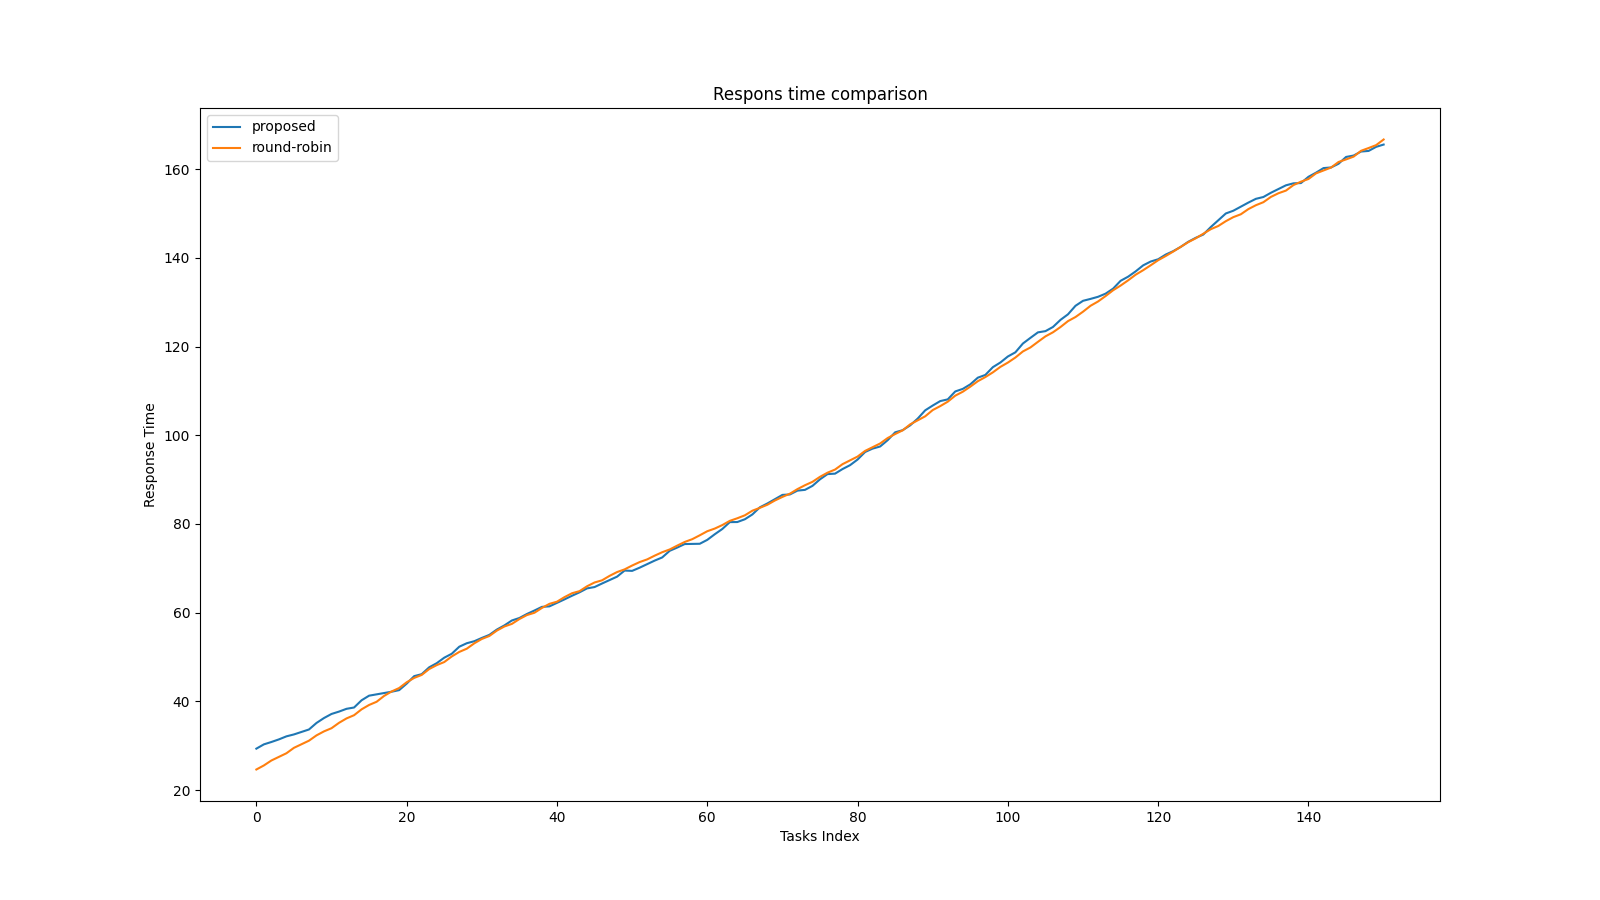 Respons time comparison
proposed
round-robin
160
140
120
100
80
60
40
20
Response Time
0 20 40 60 80 100 120 140
Tasks Index